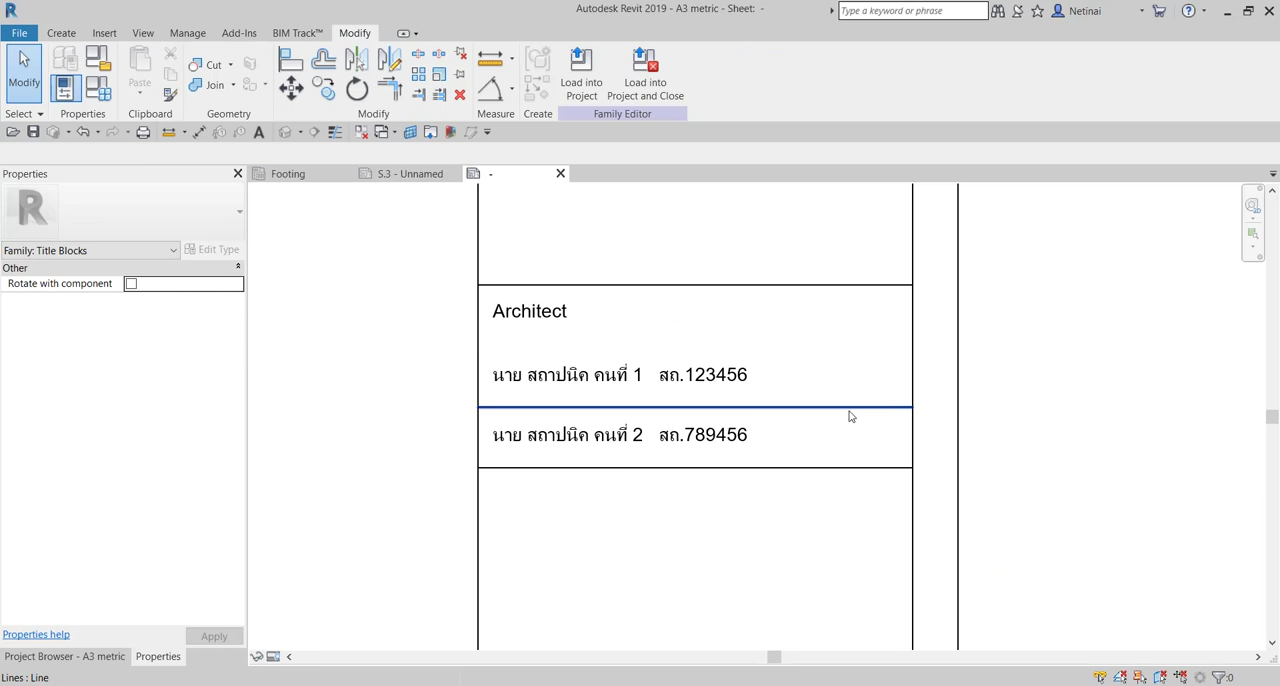 Autodesk Revit 2019 - A3 metric - Sheet: -
Type a keyword or phrase
Netinai
File Create Insert View Manage Add-Ins BIM Track™ Modify
Modify
Paste
Cut
Join
Load into Project
Load into Project and Close
Select Properties Clipboard Geometry Modify Measure Create Family Editor
Properties
Footing
S.3 - Unnamed
-
Family: Title Blocks
Edit Type
Other
Rotate with component
Architect
นาย สถาปนิค คนที่ 1 สถ.123456
นาย สถาปนิค คนที่ 2 สถ.789456
Properties help
Apply
Project Browser - A3 metric
Properties
Lines : Line
:0